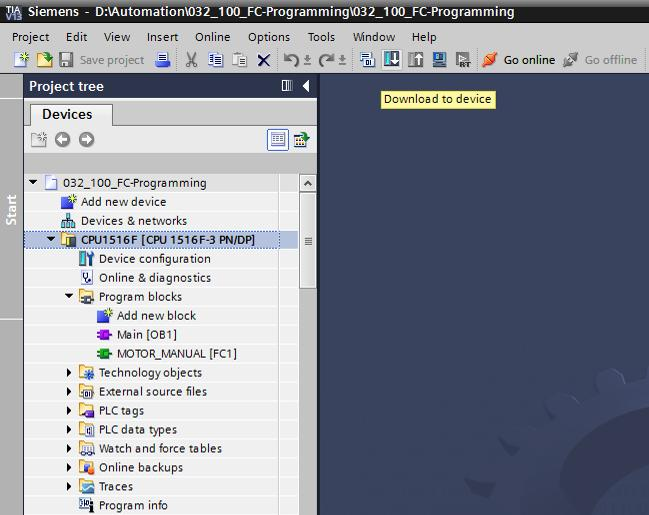 TIA
V13
Siemens - D:\Automation\032_100_FC-Programming\032_100_FC-Programming
Project Edit View Insert Online Options Tools Window Help
Save project Go online Go offline
Project tree
Download to device
Devices
Start
032_100_FC-Programming
Add new device
Devices & networks
CPU1516F [CPU 1516F-3 PN/DP]
Device configuration
Online & diagnostics
Program blocks
Add new block
Main [OB1]
MOTOR_MANUAL [FC1]
Technology objects
External source files
PLC tags
PLC data types
Watch and force tables
Online backups
Traces
Program info